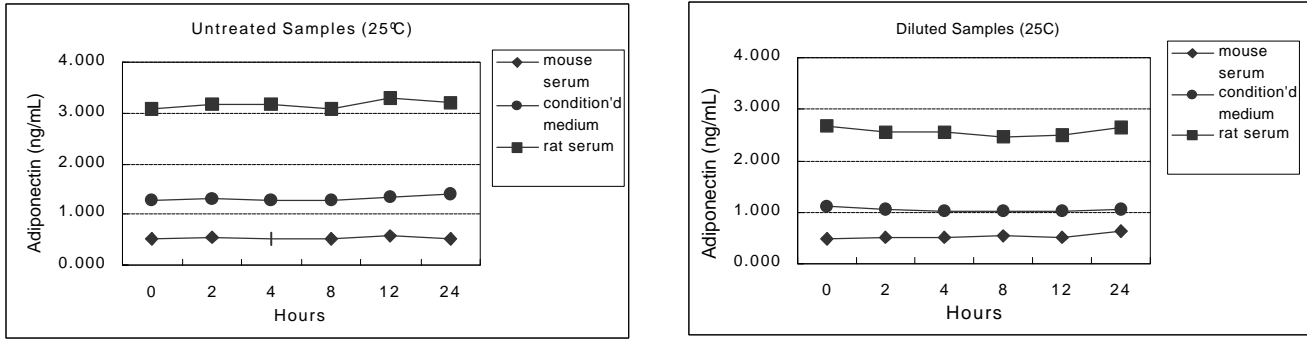 Untreated Samples (25℃)
4.000
3.000
2.000
1.000
0.000
Adiponectin (ng/mL)
0 2 4 8 12 24
Hours
mouse
serum
condition'd
medium
rat serum
Diluted Samples (25C)
4.000
3.000
2.000
1.000
0.000
Adiponectin (ng/mL)
0 2 4 8 12 24
Hours
mouse
serum
condition'd
medium
rat serum